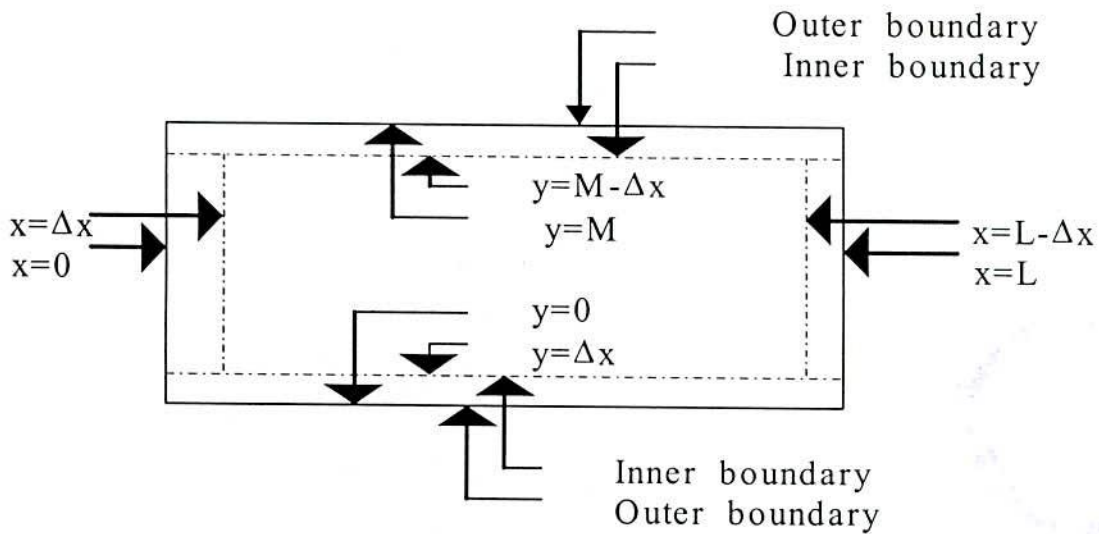 Outer boundary
Inner boundary
y=M-Δx
y=M
x=Δx
x=0
x=L-Δx
x=L
y=0
y=Δx
Inner boundary
Outer boundary